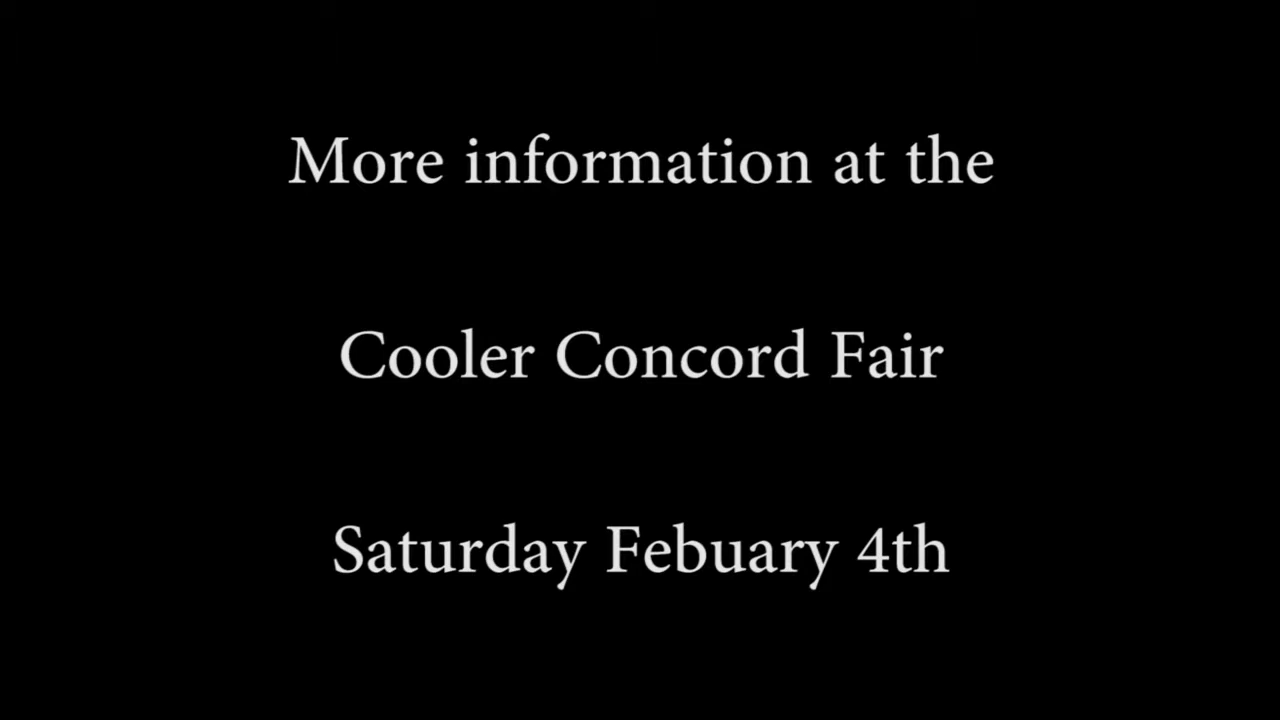 More information at the
Cooler Concord Fair
Saturday Febuary 4th